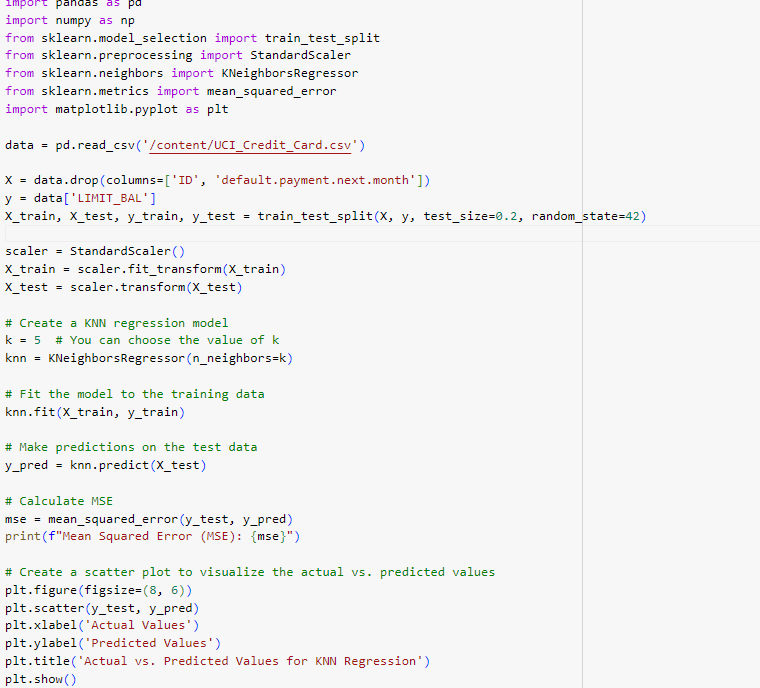 import pandas as pd
import numpy as np
from sklearn.model_selection import train_test_split
from sklearn.preprocessing import StandardScaler
from sklearn.neighbors import KNeighborsRegressor
from sklearn.metrics import mean_squared_error
import matplotlib.pyplot as plt
data = pd.read_csv('/content/UCI_Credit_Card.csv')
X = data.drop(columns=['ID', 'default.payment.next.month'])
y = data['LIMIT_BAL']
X_train, X_test, y_train, y_test = train_test_split(X, y, test_size=0.2, random_state=42)
scaler = StandardScaler()
X_train = scaler.fit_transform(X_train)
X_test = scaler.transform(X_test)
# Create a KNN regression model
k = 5  # You can choose the value of k
knn = KNeighborsRegressor(n_neighbors=k)
# Fit the model to the training data
knn.fit(X_train, y_train)
# Make predictions on the test data
y_pred = knn.predict(X_test)
# Calculate MSE
mse = mean_squared_error(y_test, y_pred)
print(f"Mean Squared Error (MSE): {mse}")
# Create a scatter plot to visualize the actual vs. predicted values
plt.figure(figsize=(8, 6))
plt.scatter(y_test, y_pred)
plt.xlabel('Actual Values')
plt.ylabel('Predicted Values')
plt.title('Actual vs. Predicted Values for KNN Regression')
plt.show()